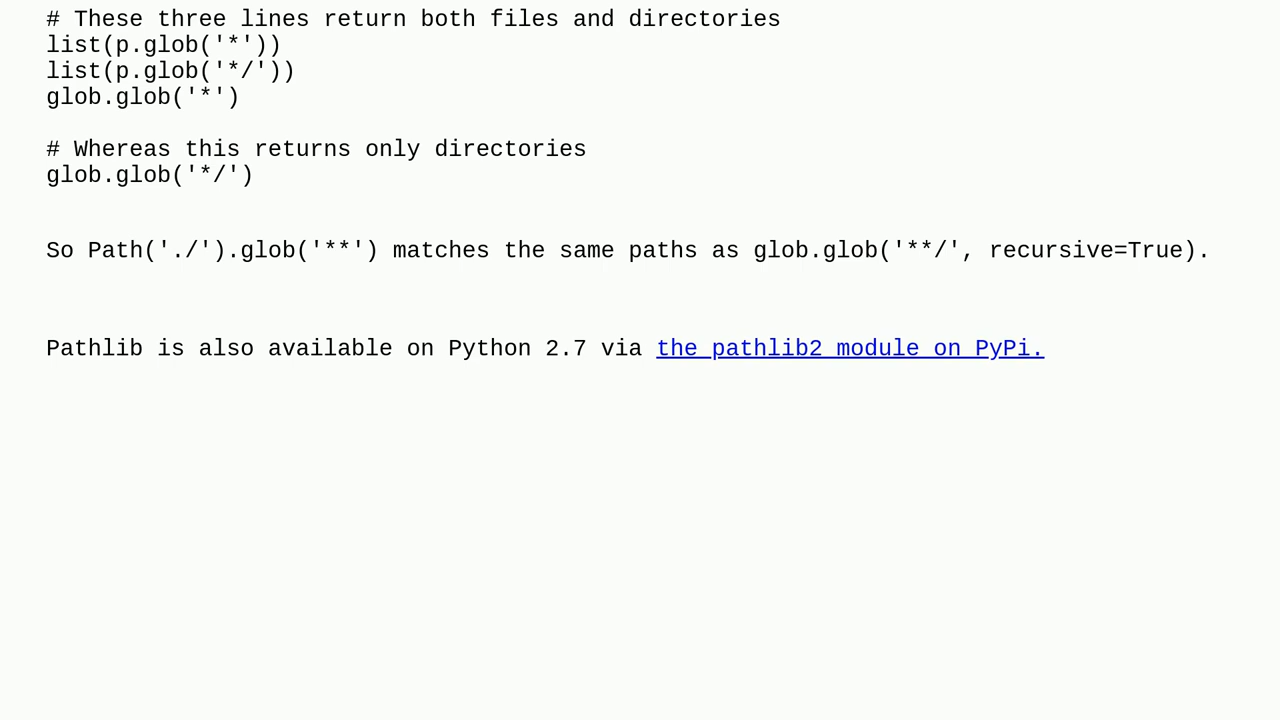 # These three lines return both files and directories
list(p.glob('*'))
list(p.glob('*/'))
glob.glob('*')
# Whereas this returns only directories
glob.glob('*/')
So Path('./').glob('**') matches the same paths as glob.glob('**/', recursive=True).
Pathlib is also available on Python 2.7 via the pathlib2 module on PyPi.